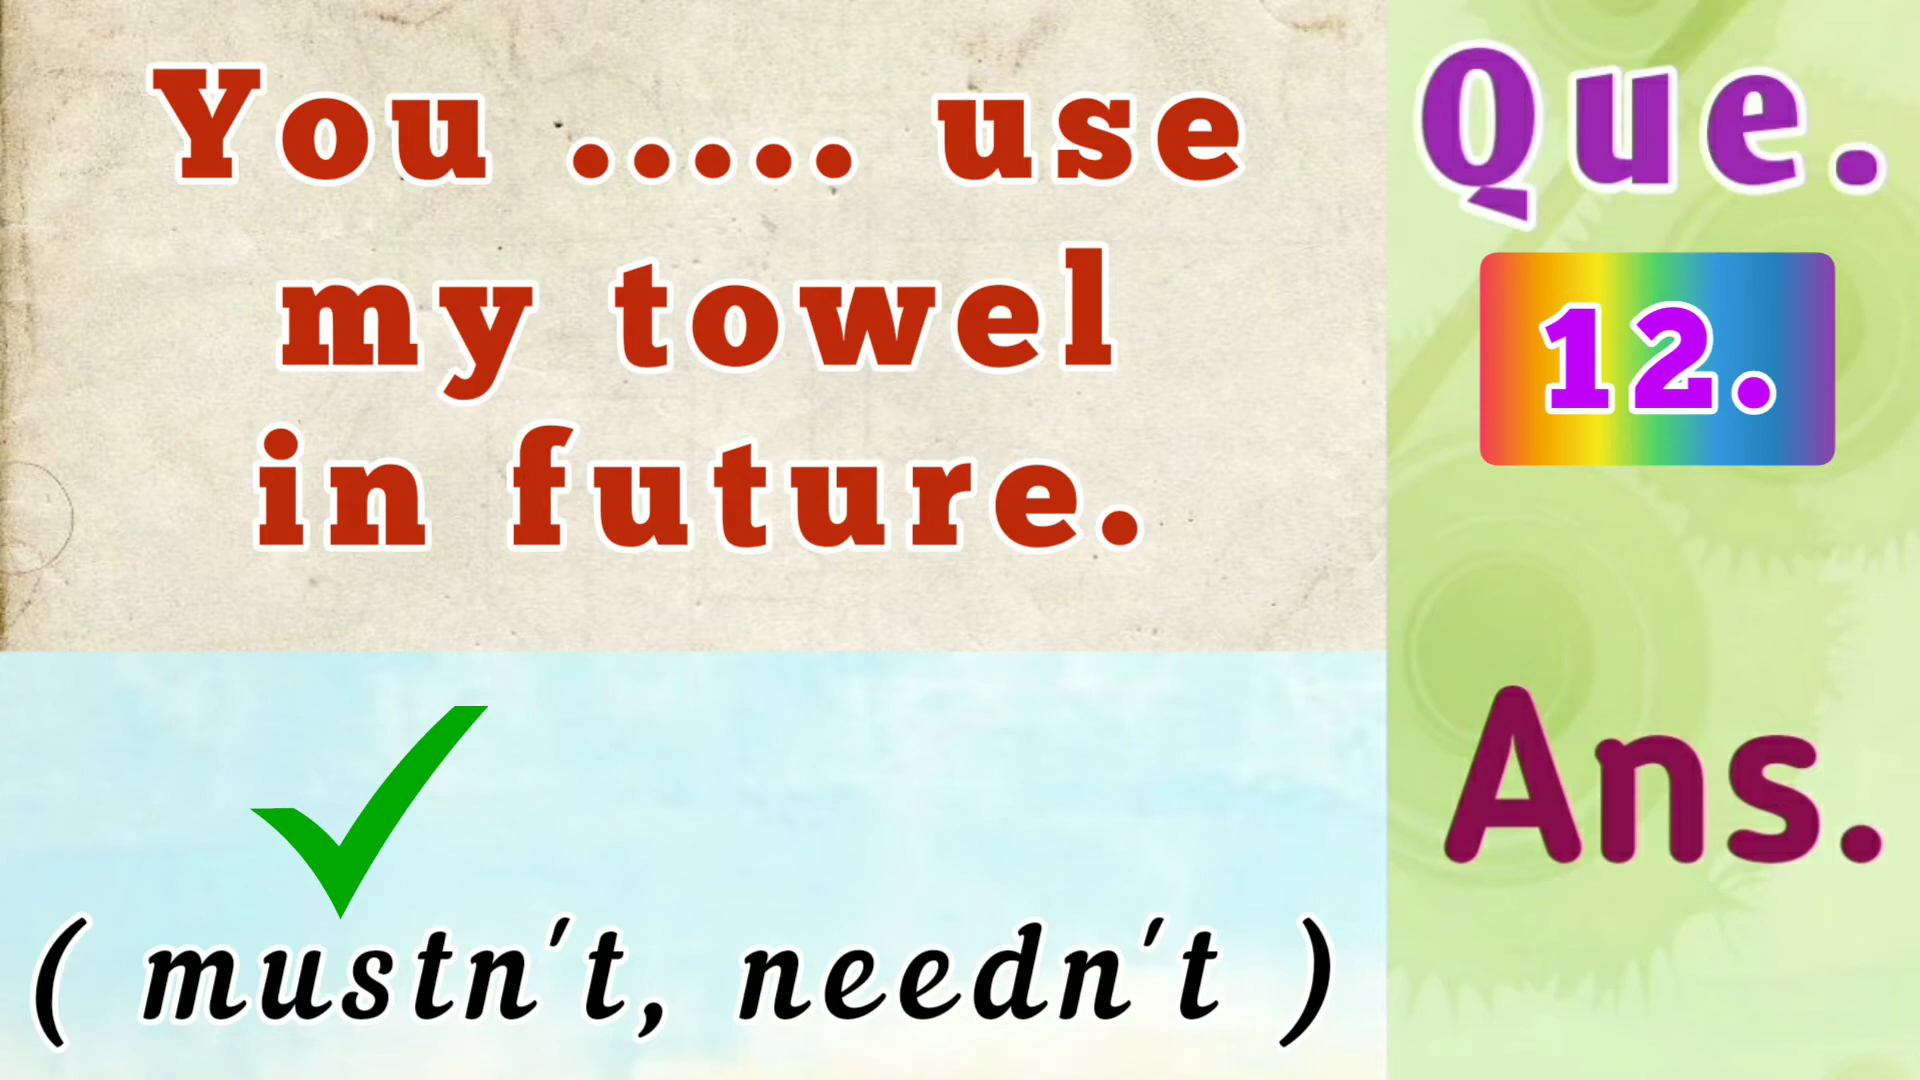 You ..... use
my towel
in future.
Que.
12.
Ans.
( mustn't, needn't )